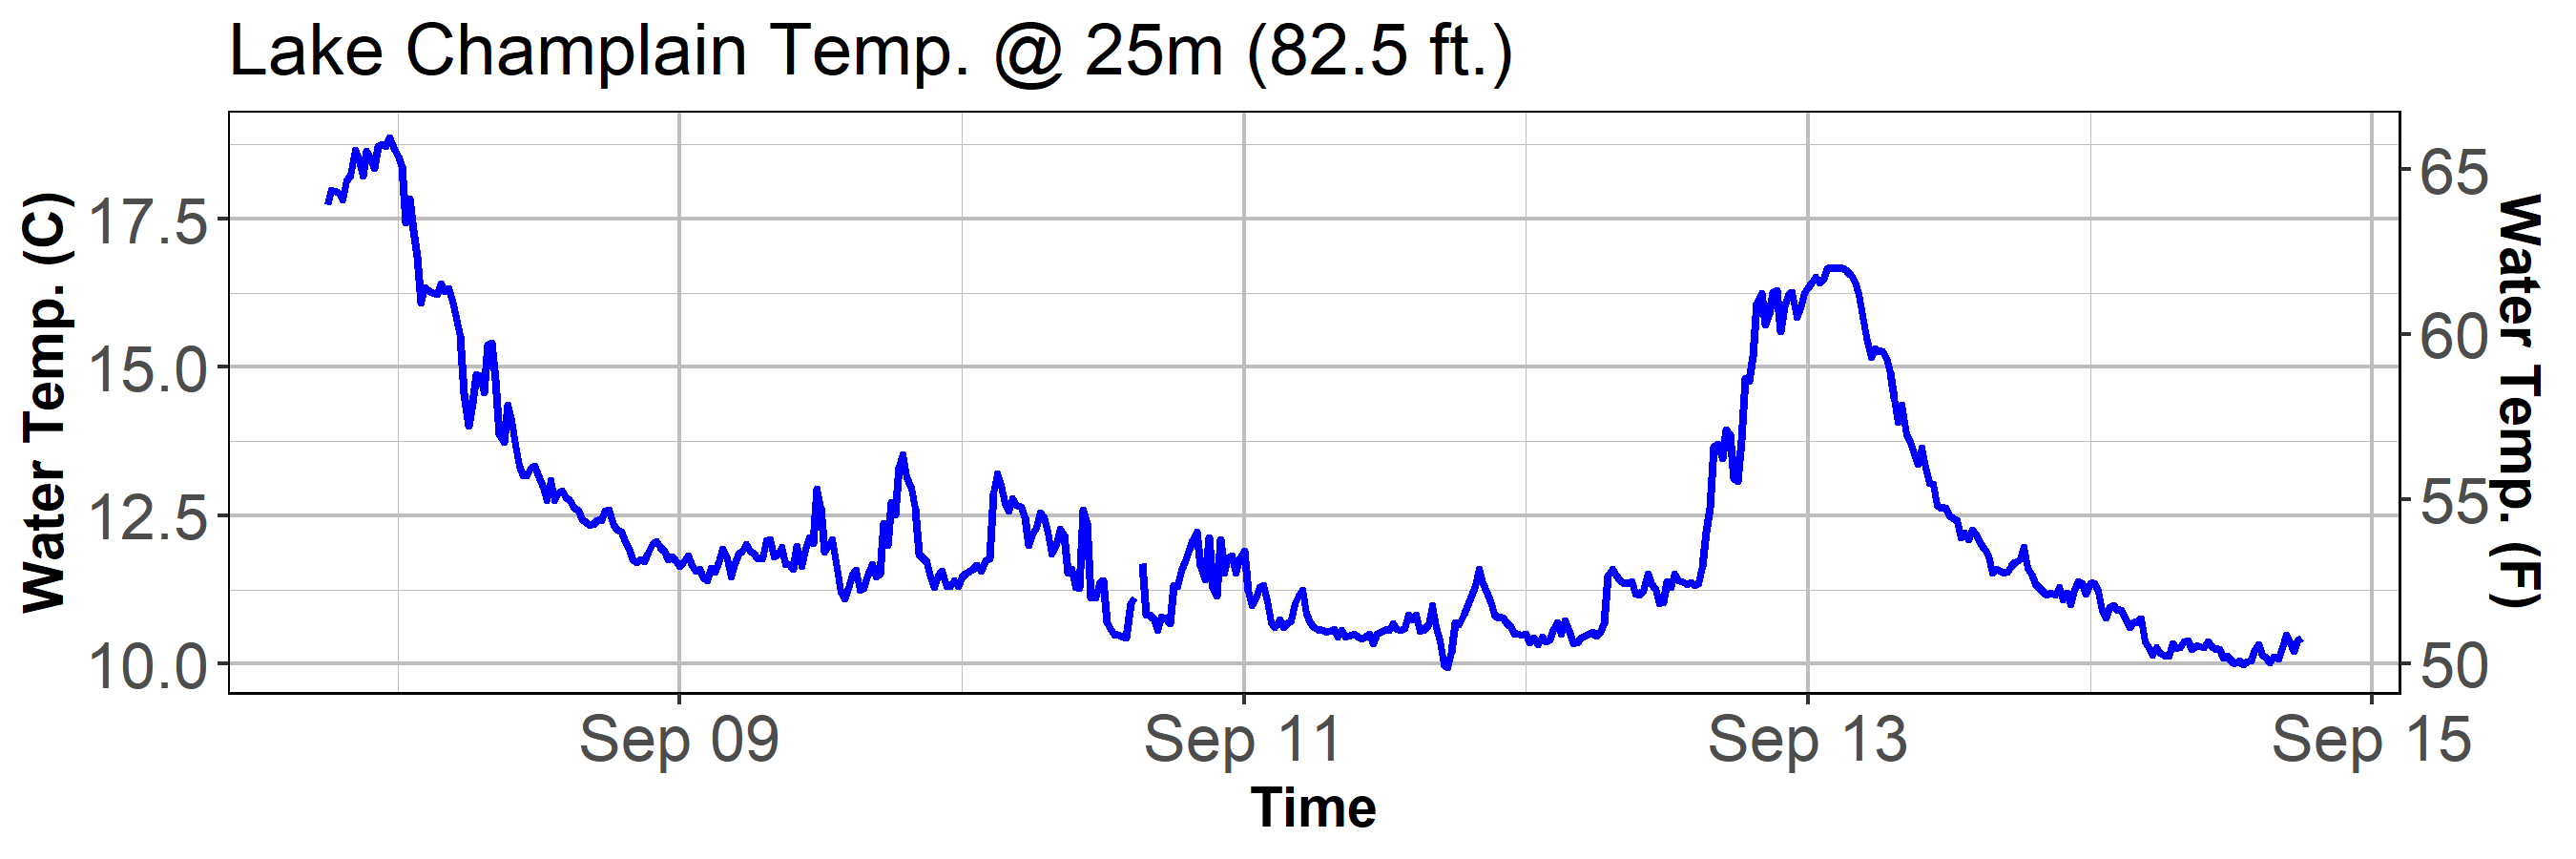 Lake Champlain Temp. @ 25m (82.5 ft.)
Water Temp. (C)
17.5
15.0
12.5
10.0
65
60
55
50
Water Temp. (F)
Sep 09
Sep 11
Sep 13
Sep 15
Time